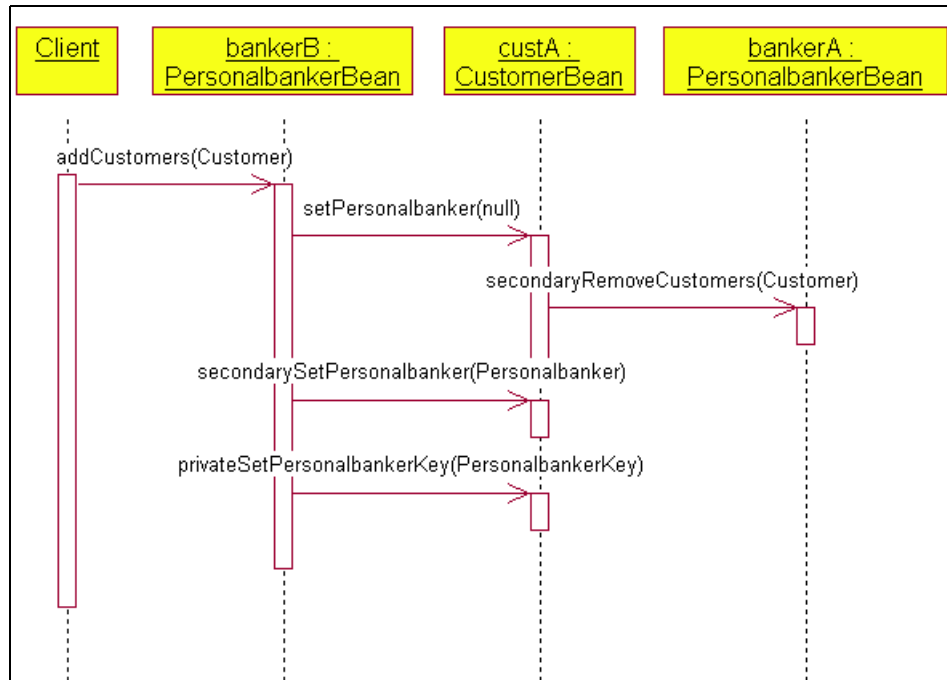 Client
bankerB :
PersonalbankerBean
custA :
CustomerBean
bankerA :
PersonalbankerBean
addCustomers(Customer)
setPersonalbanker(null)
secondaryRemoveCustomers(Customer)
secondarySetPersonalbanker(Personalbanker)
privateSetPersonalbankerKey(PersonalbankerKey)